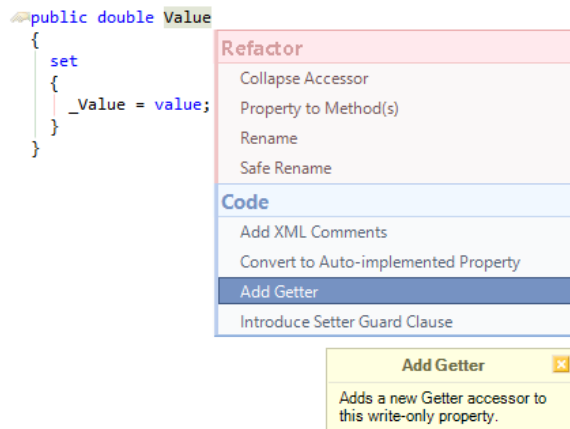 public double Value
{
set
{
_Value = value;
}
}
Refactor
Collapse Accessor
Property to Method(s)
Rename
Safe Rename
Code
Add XML Comments
Convert to Auto-implemented Property
Add Getter
Introduce Setter Guard Clause
Add Getter
Adds a new Getter accessor to
this write-only property.